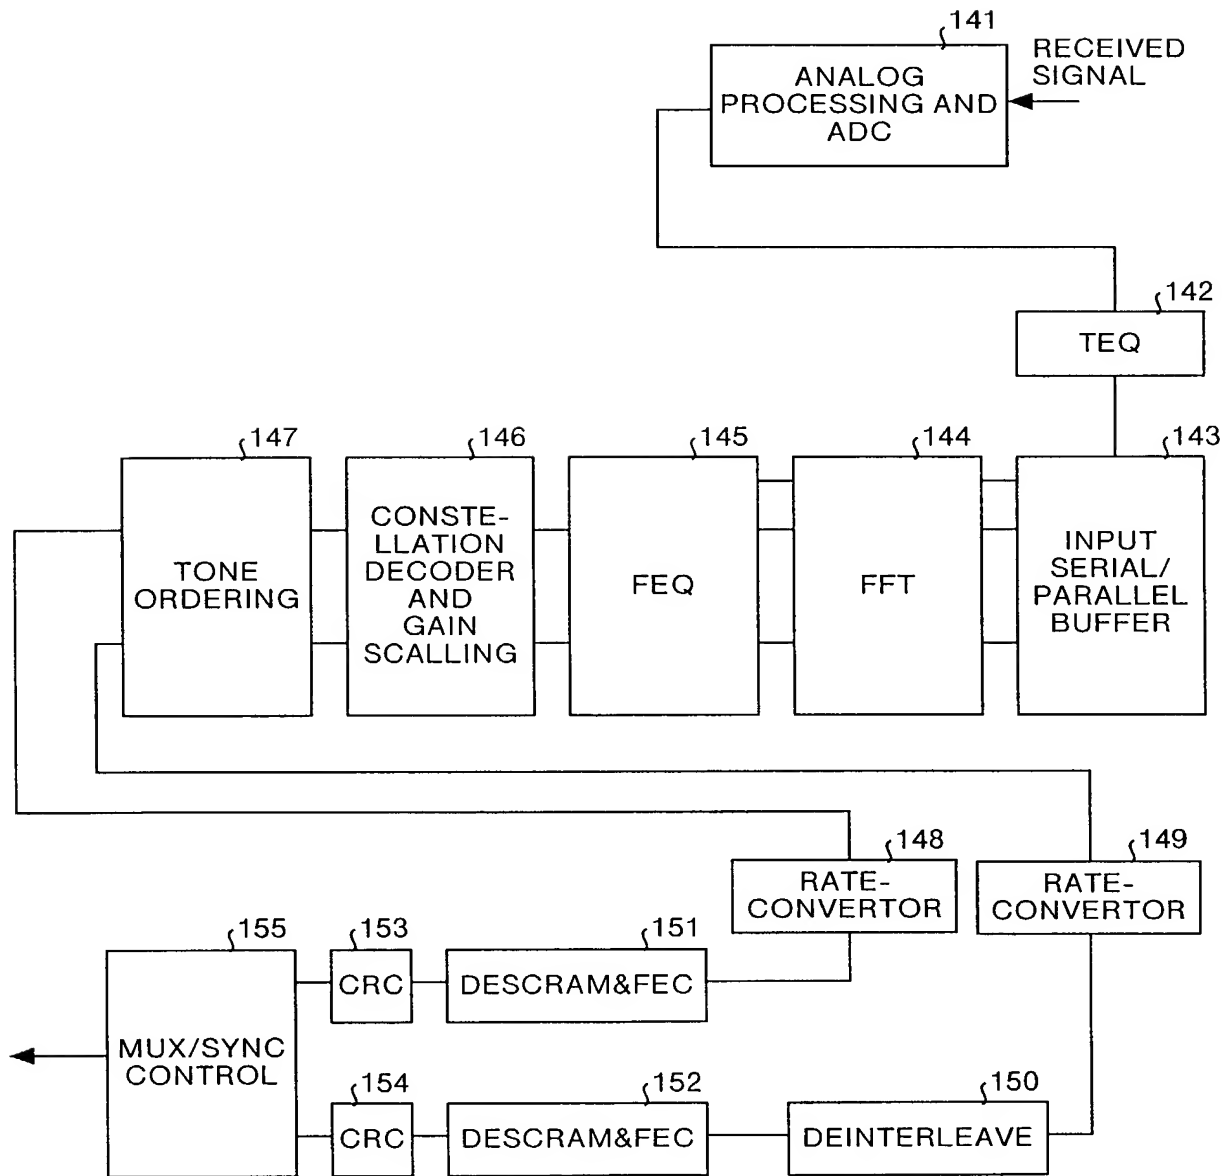 141
RECEIVED
SIGNAL
ANALOG
PROCESSING AND
ADC
142
TEQ
147
146
145
144
143
TONE
ORDERING
CONSTE-
LLATION
DECODER
AND
GAIN
SCALLING
FEQ
FFT
INPUT
SERIAL/
PARALLEL
BUFFER
148
RATE-
CONVERTOR
149
RATE-
CONVERTOR
155
153
151
MUX/SYNC
CONTROL
CRC
DESCRAM&FEC
154
152
150
CRC
DESCRAM&FEC
DEINTERLEAVE